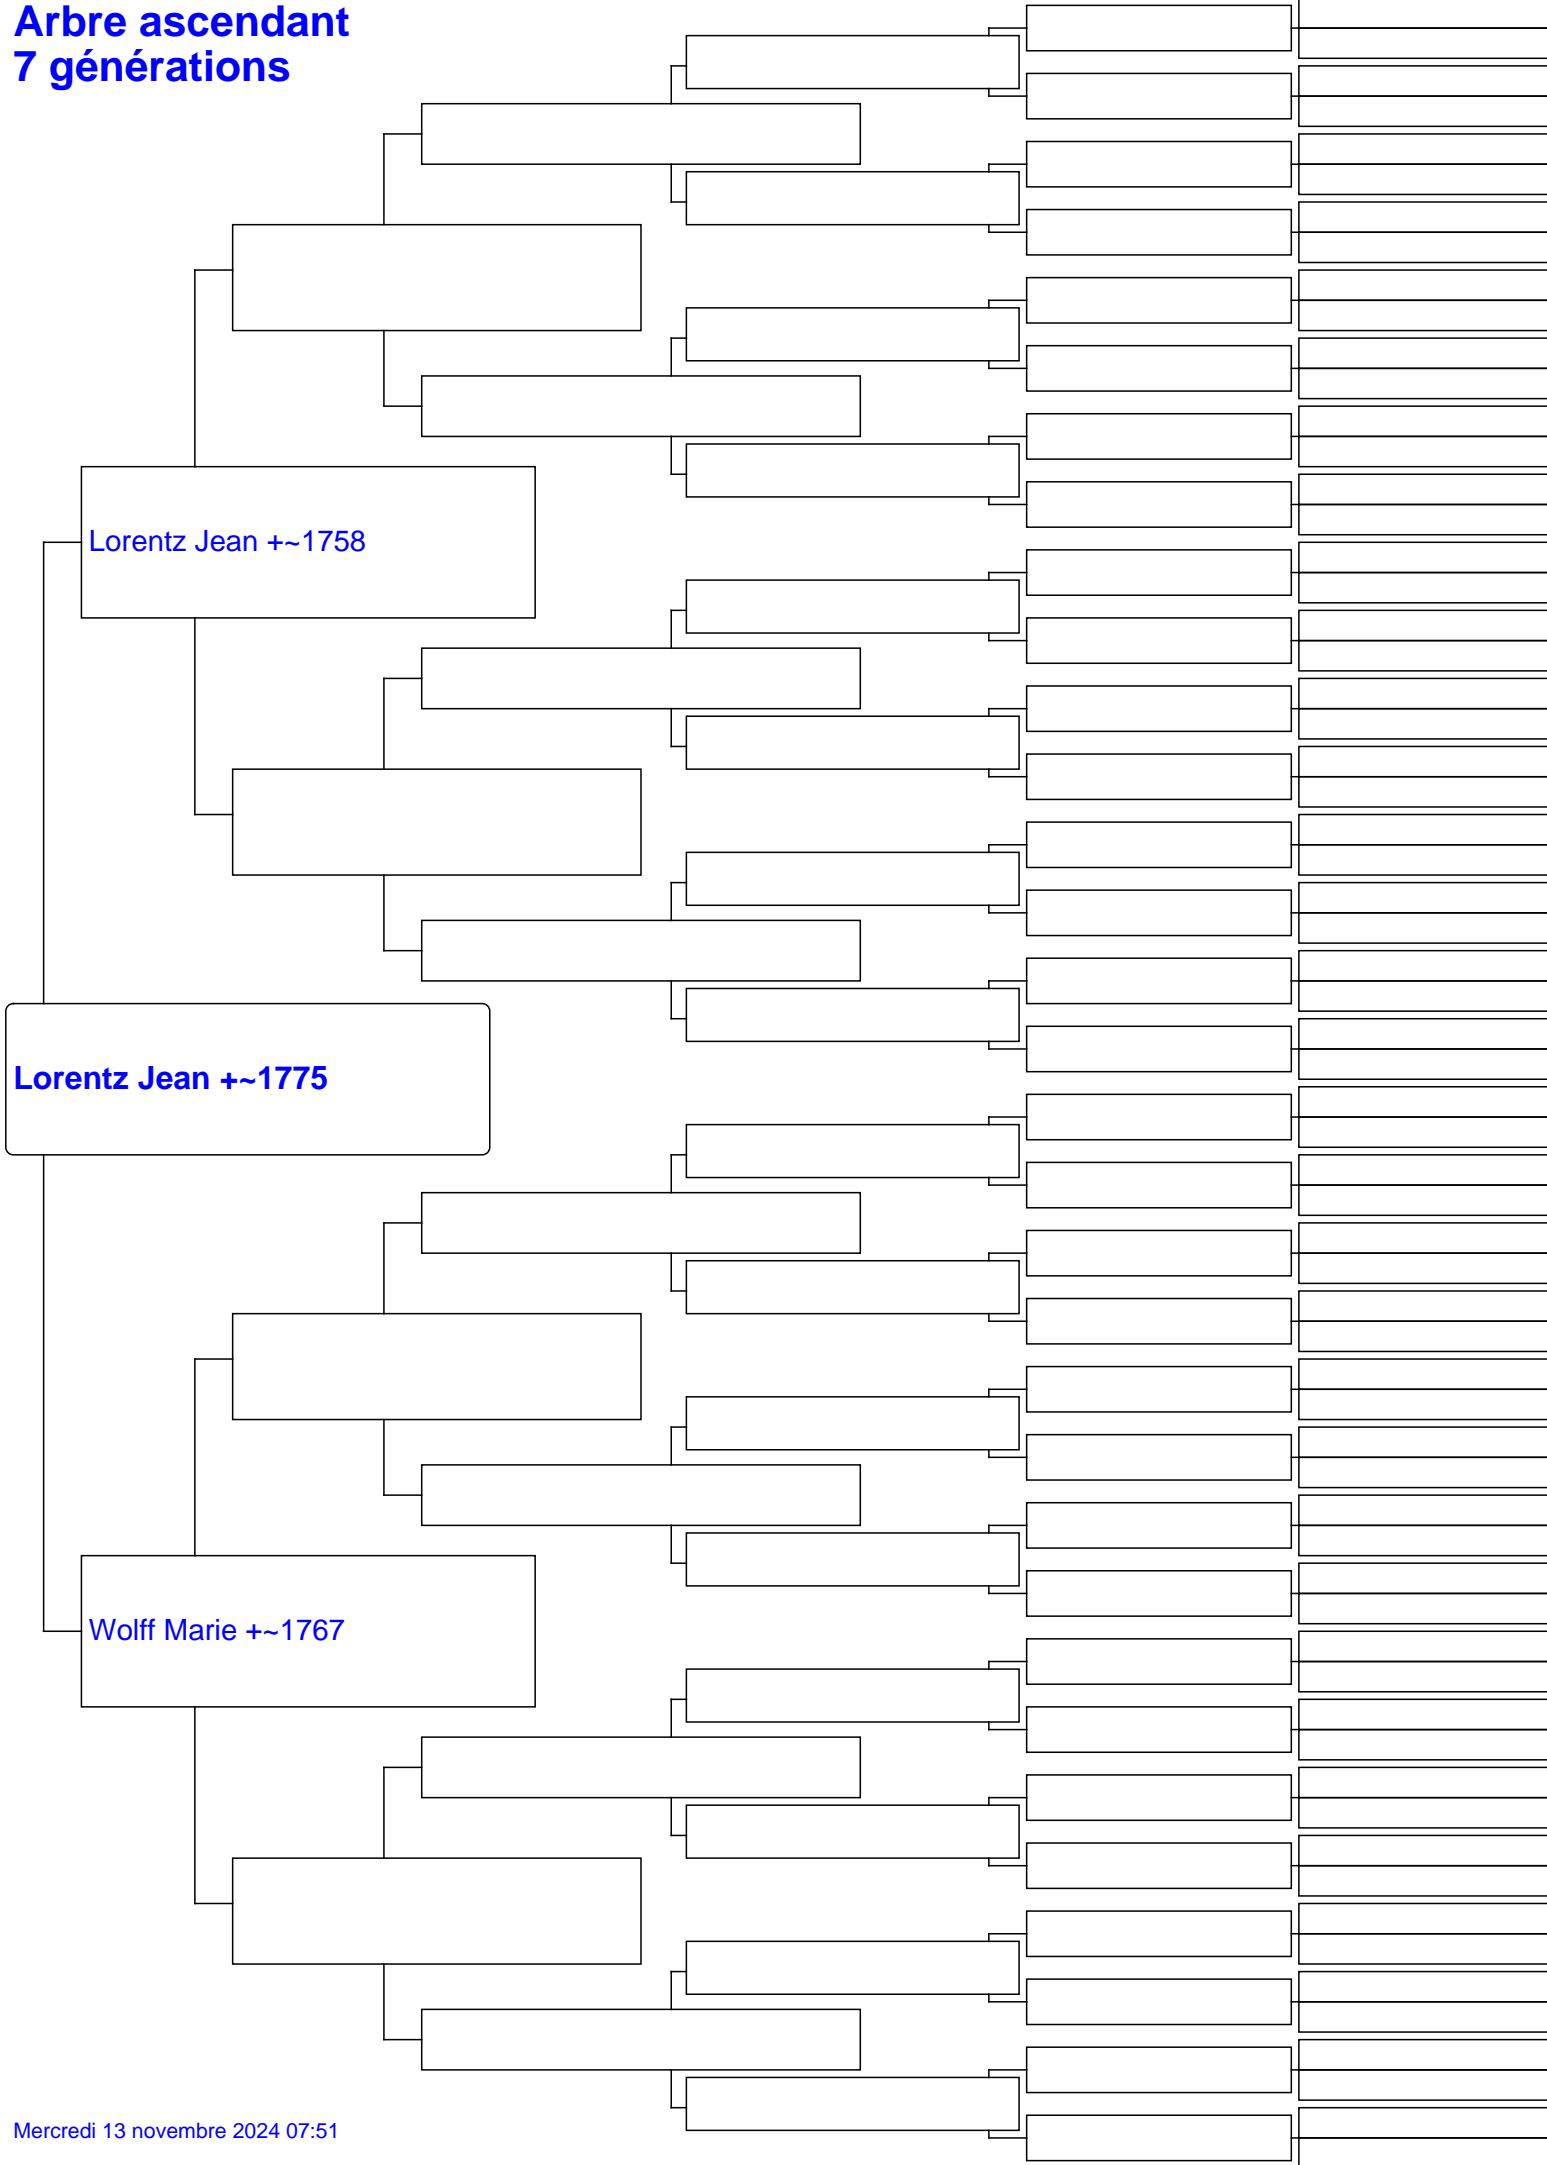 Arbre ascendant
7 générations
Lorentz Jean +~1758
Lorentz Jean +~1775
Wolff Marie +~1767
Mercredi 13 novembre 2024 07:51